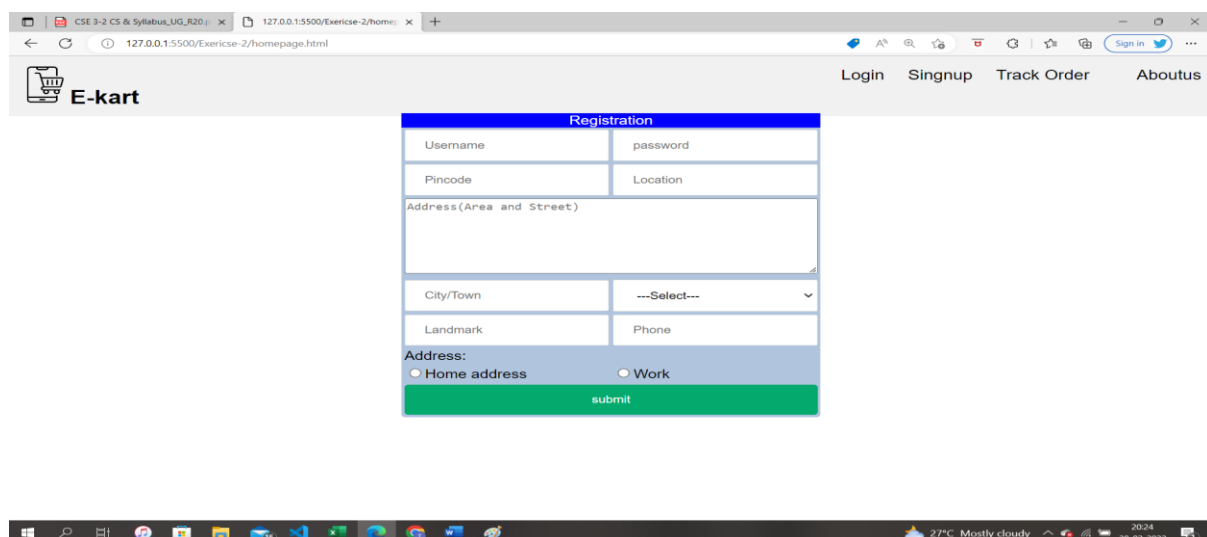 CSE 3-2 CS & Syllabus_UG_R20.p
127.0.0.1:5500/Exericse-2/home
127.0.0.1:5500/Exericse-2/homepage.html
Sign in
E-kart
Login Singnup Track Order Aboutus
Registration
Username password
Pincode Location
Address(Area and Street)
City/Town ---Select---
Landmark Phone
Address:
Home address Work
submit
27°C Mostly cloudy
20:24